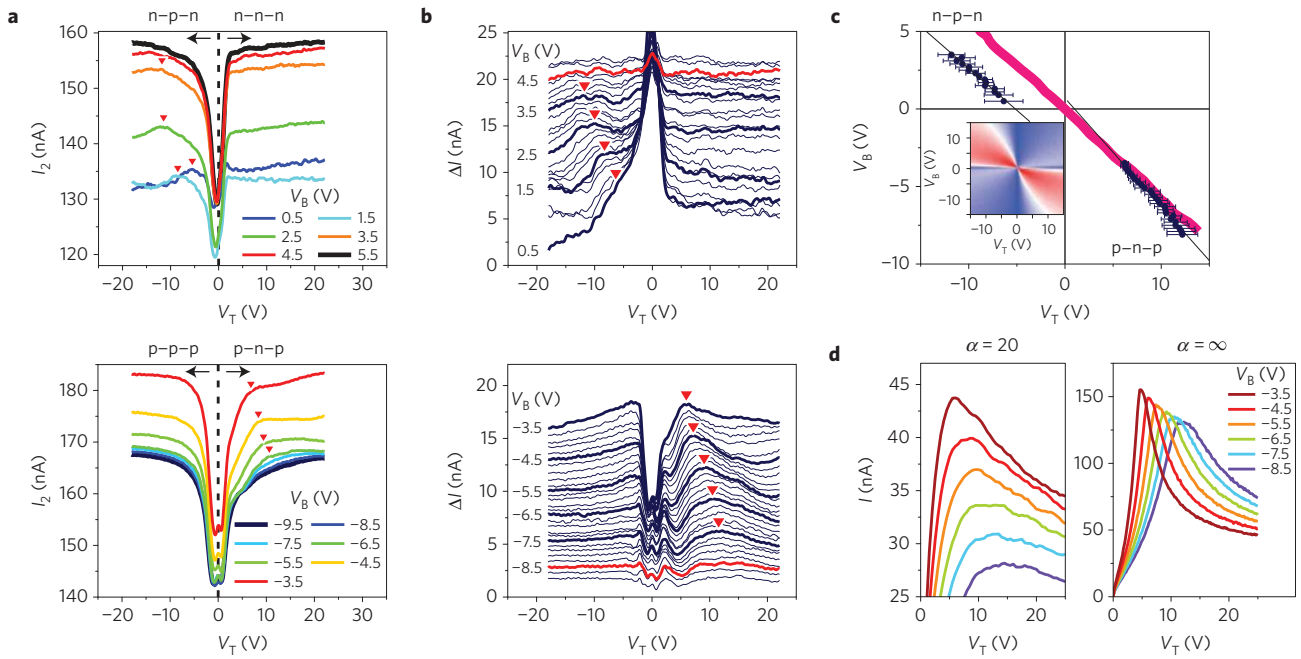 a
n–p–n n–n–n
160
150
140
130
120
I2 (nA)
VB (V)
0.5 1.5
2.5 3.5
4.5 5.5
−20 −10 0 10 20
VT (V)
p–p–p p–n–p
180
170
160
150
140
I2 (nA)
VB (V)
−9.5 −8.5
−7.5 −6.5
−5.5 −4.5
−3.5
−20 −10 0 10 20
VT (V)
b
25
20
15
10
5
0
ΔI (nA)
VB (V)
4.5
3.5
2.5
1.5
0.5
−20 −10 0 10 20
VT (V)
20
15
10
5
0
ΔI (nA)
VB (V)
−3.5
−4.5
−5.5
−6.5
−7.5
−8.5
−20 −10 0 10 20
VT (V)
c
n–p–n
5
0
−5
−10
VB (V)
10
0
−10
VB (V)
−10 0 10
VT (V)
p–n–p
−10 0 10
VT (V)
d
α = 20
45
40
35
30
25
I (nA)
0 10 20
VT (V)
α = ∞
150
100
50
0
VB (V)
−3.5
−4.5
−5.5
−6.5
−7.5
−8.5
0 10 20 30
VT (V)